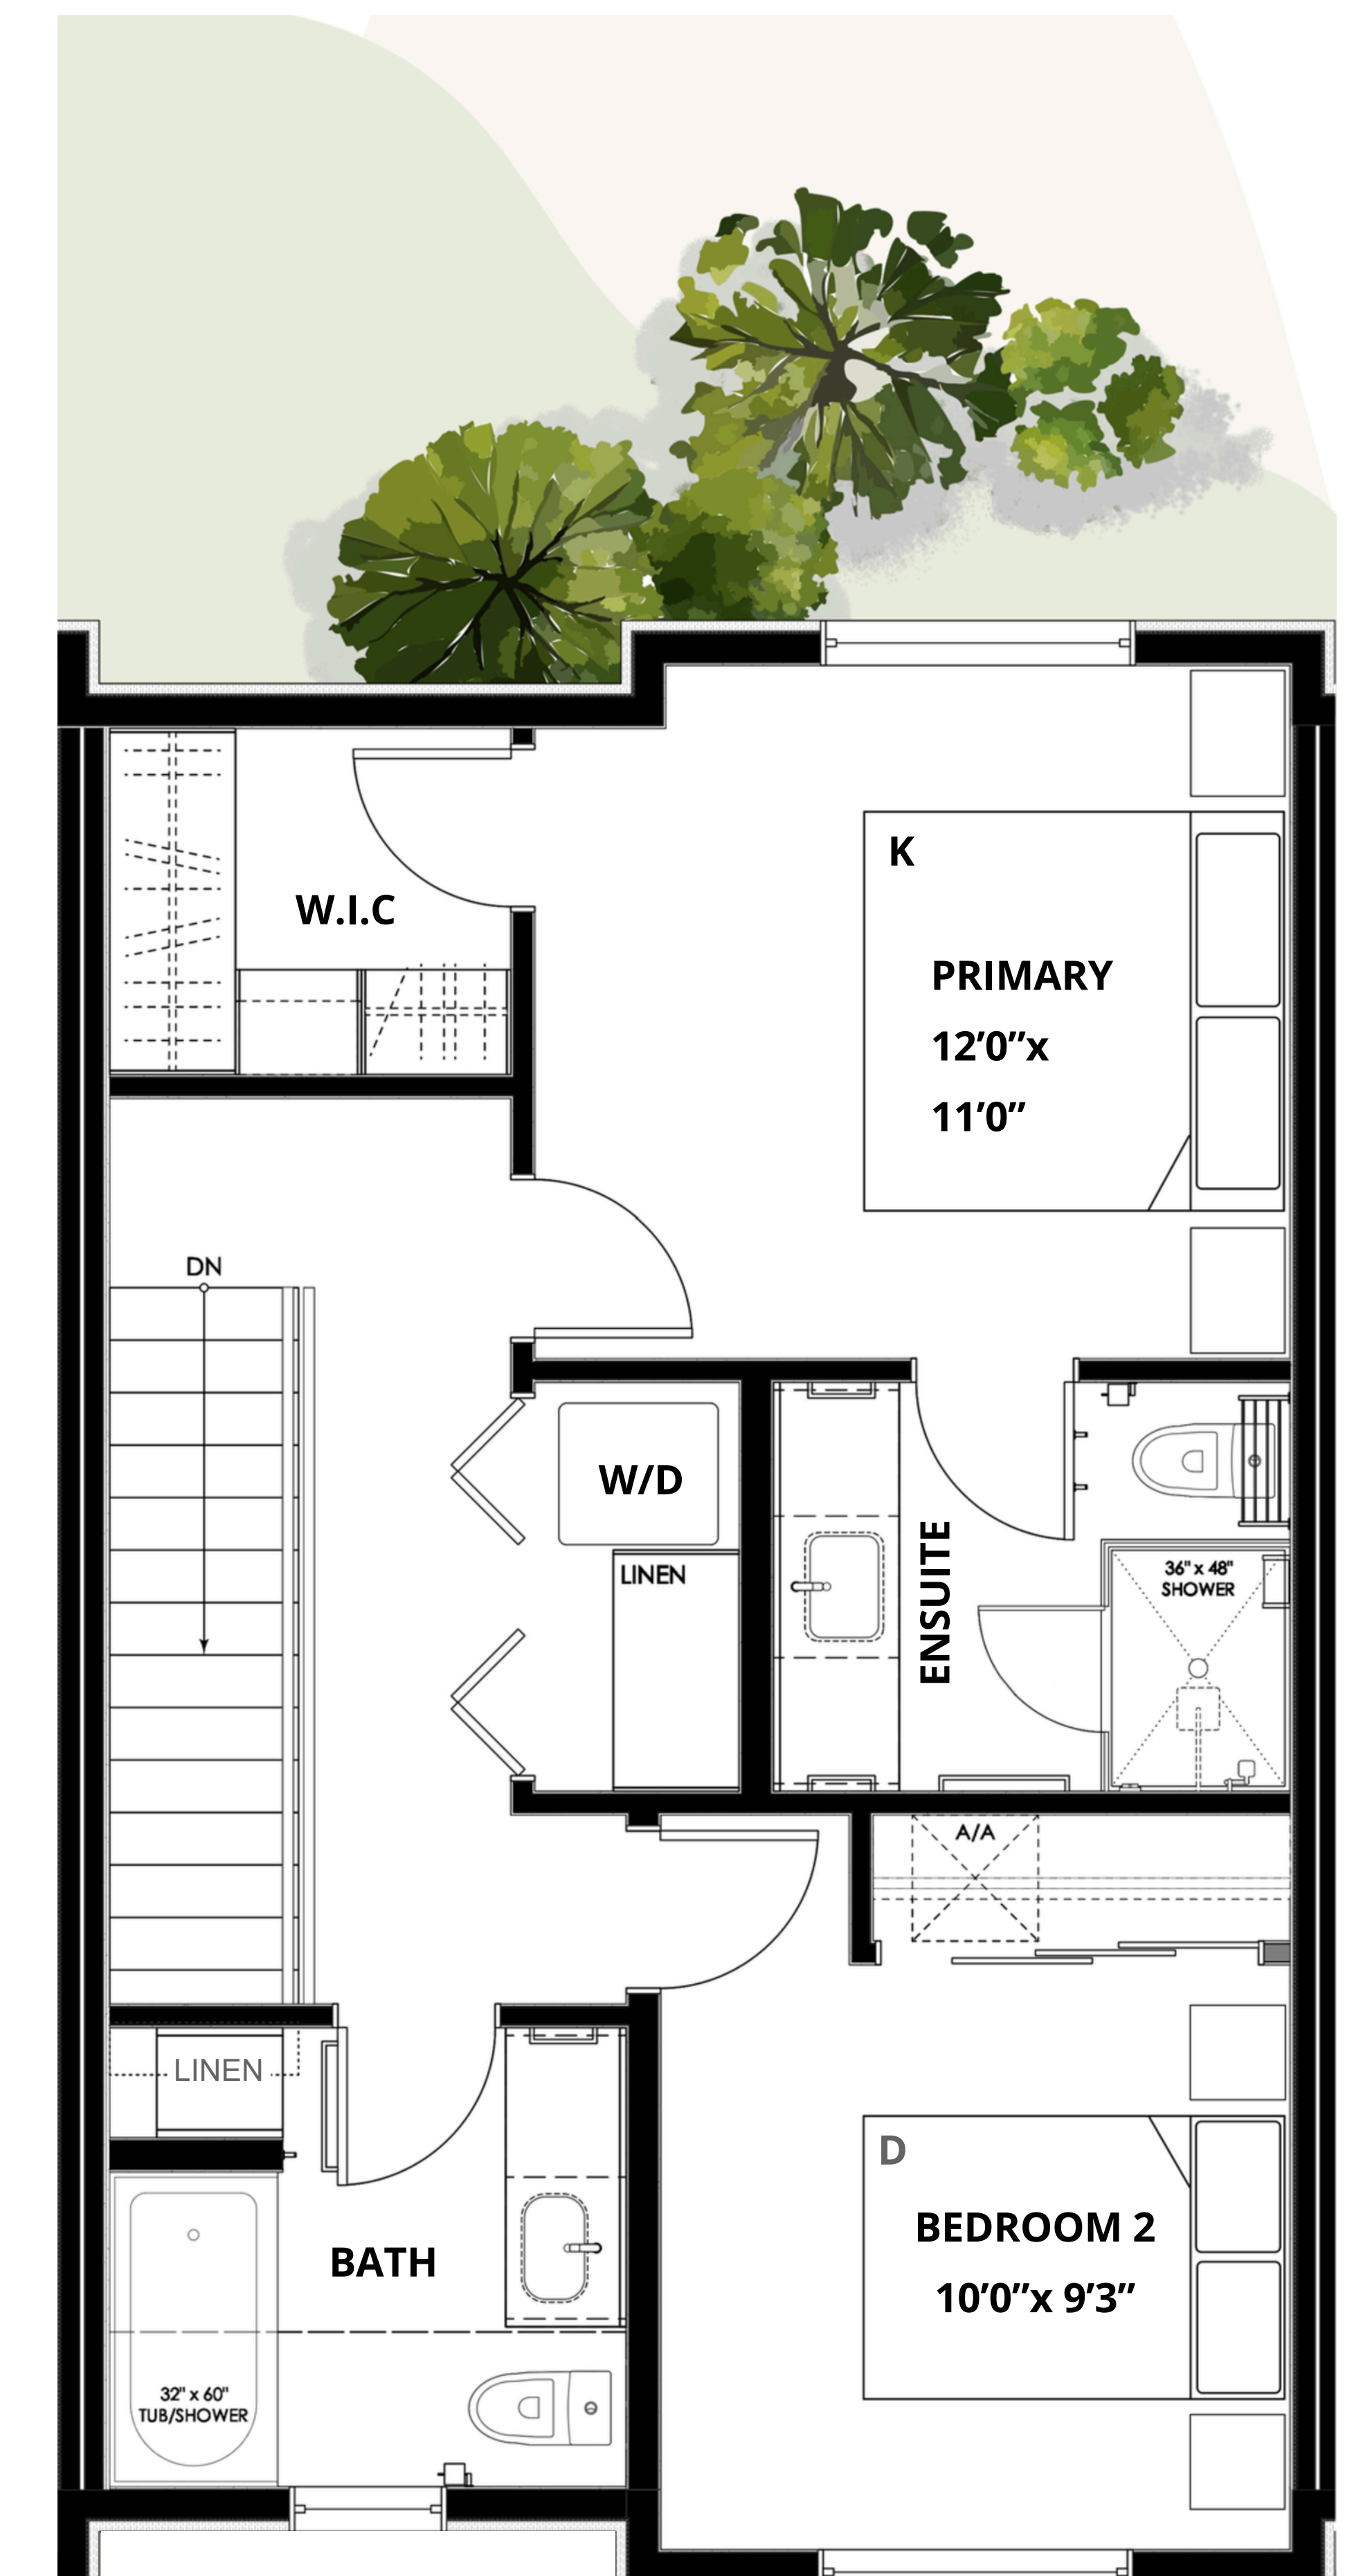 K
W.I.C
PRIMARY
12’0”x
11’0”
DN
W/D
LINEN
ENSUITE
36" x 48"
SHOWER
A/A
LINEN
D
BEDROOM 2
10’0”x 9’3”
BATH
32" x 60"
TUB/SHOWER